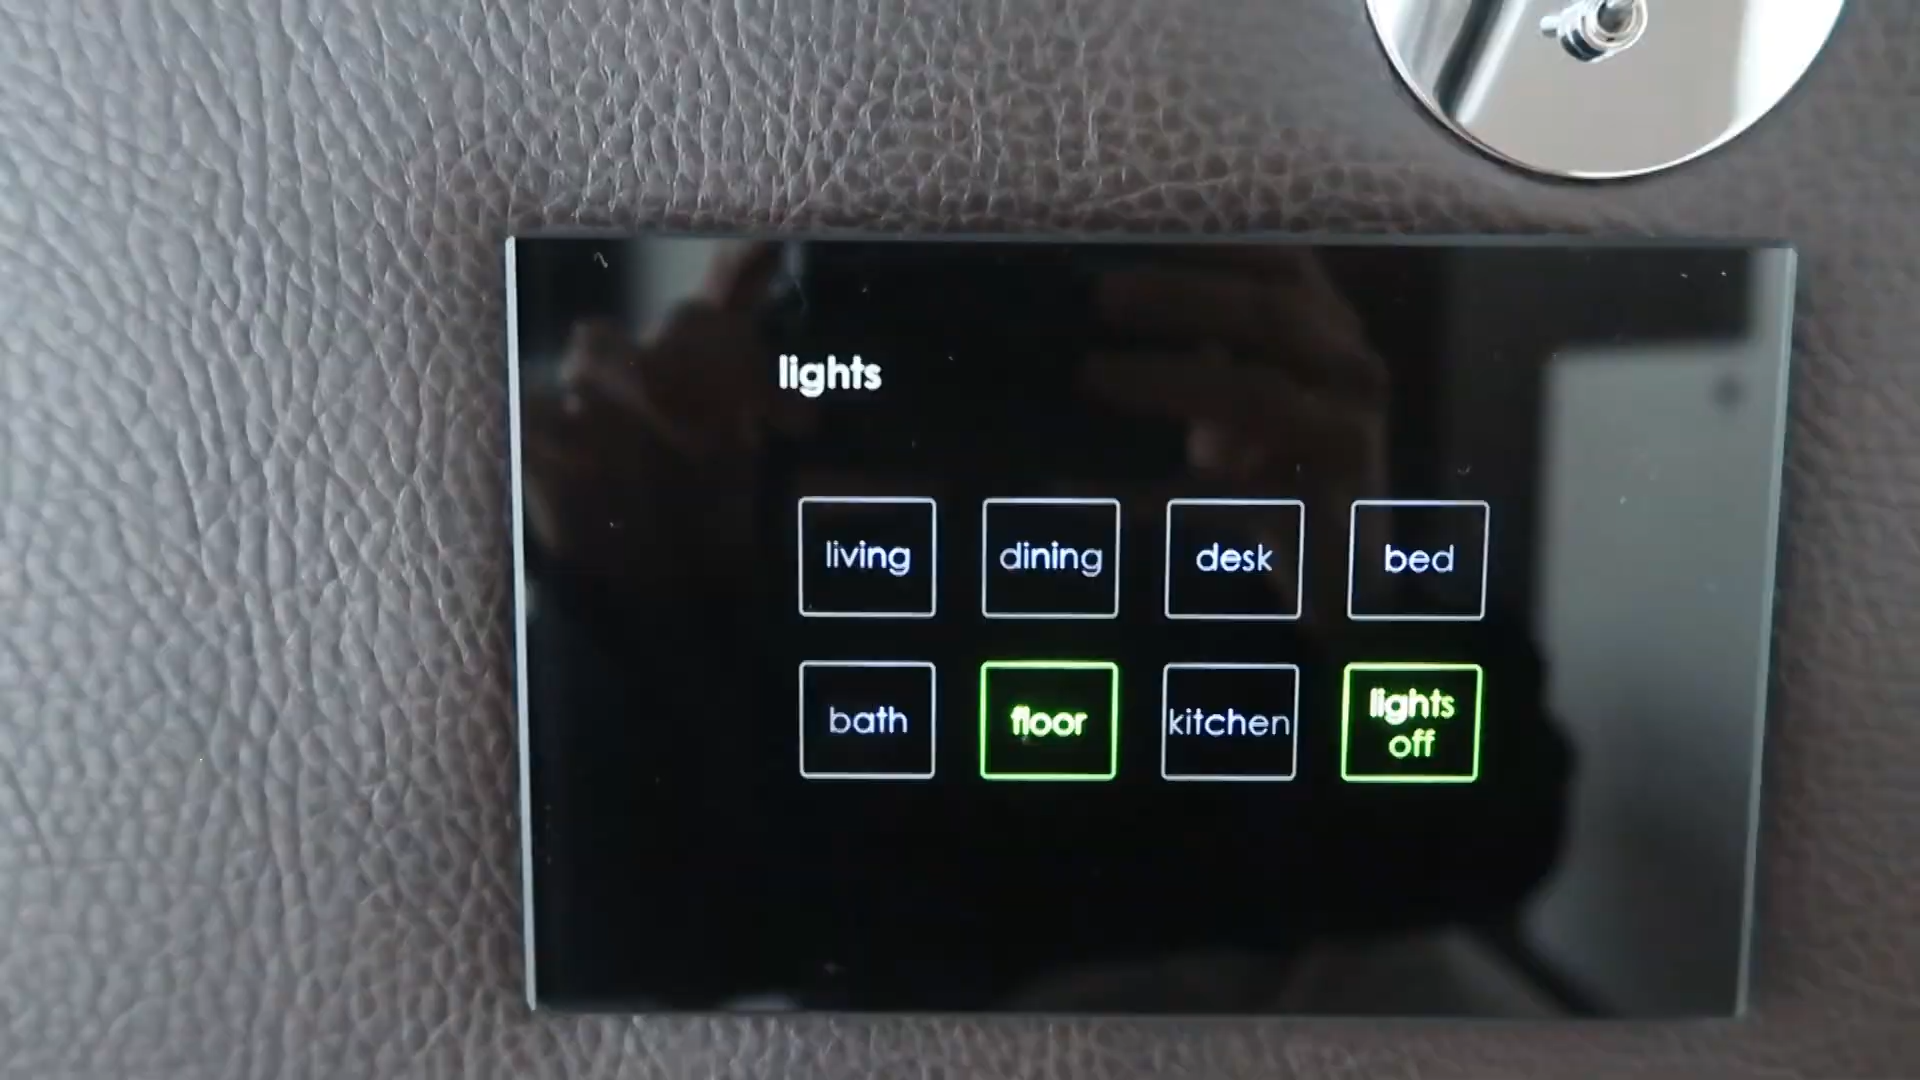 lights
living
dining
desk
bed
bath
floor
kitchen
lights
off